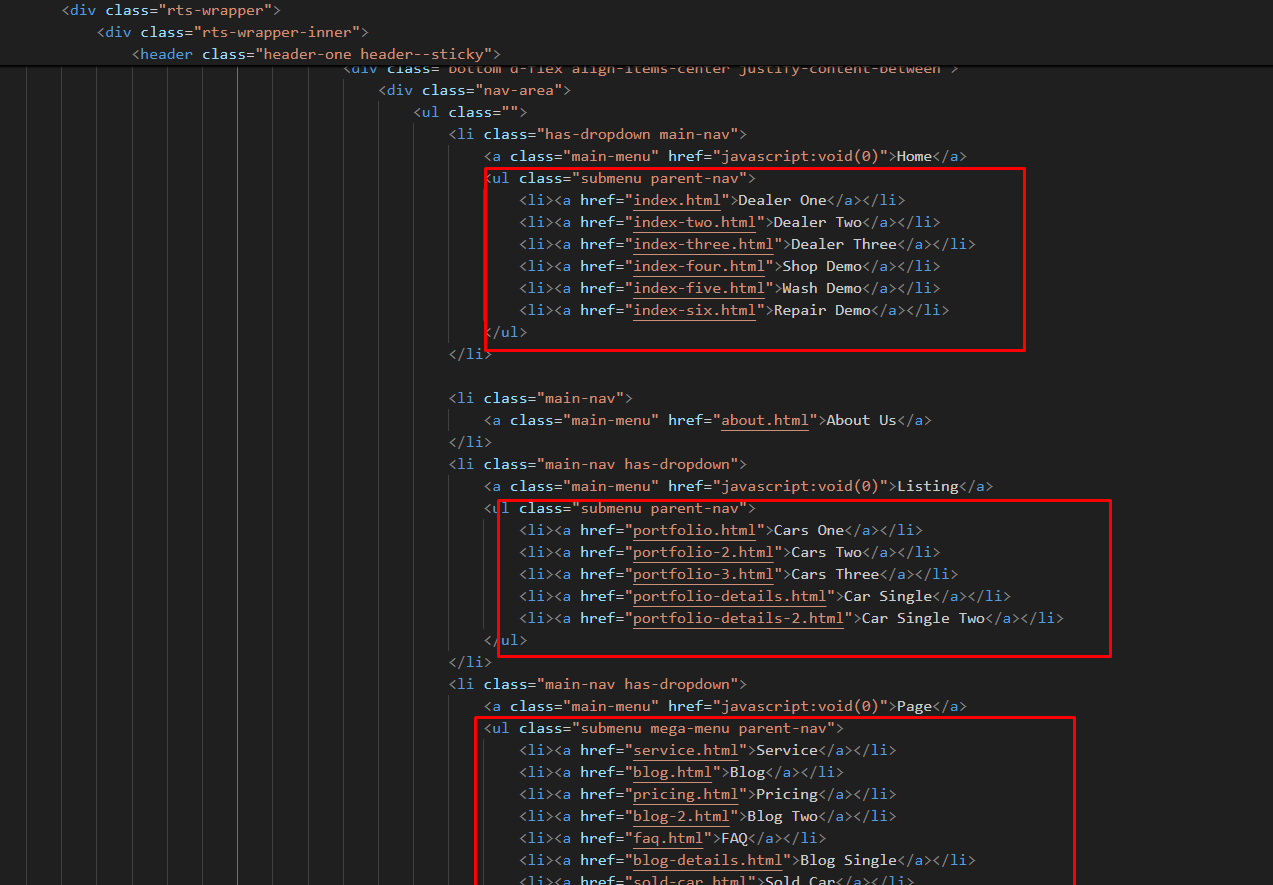 <div class="rts-wrapper">
<div class="rts-wrapper-inner">
<header class="header-one header--sticky">
<div class="bottom d-flex align-items-center justify-content-between">
<div class="nav-area">
<ul class="">
<li class="has-dropdown main-nav">
<a class="main-menu" href="javascript:void(0)">Home</a>
<ul class="submenu parent-nav">
<li><a href="index.html">Dealer One</a></li>
<li><a href="index-two.html">Dealer Two</a></li>
<li><a href="index-three.html">Dealer Three</a></li>
<li><a href="index-four.html">Shop Demo</a></li>
<li><a href="index-five.html">Wash Demo</a></li>
<li><a href="index-six.html">Repair Demo</a></li>
</ul>
</li>
<li class="main-nav">
<a class="main-menu" href="about.html">About Us</a>
</li>
<li class="main-nav has-dropdown">
<a class="main-menu" href="javascript:void(0)">Listing</a>
<ul class="submenu parent-nav">
<li><a href="portfolio.html">Cars One</a></li>
<li><a href="portfolio-2.html">Cars Two</a></li>
<li><a href="portfolio-3.html">Cars Three</a></li>
<li><a href="portfolio-details.html">Car Single</a></li>
<li><a href="portfolio-details-2.html">Car Single Two</a></li>
</ul>
</li>
<li class="main-nav has-dropdown">
<a class="main-menu" href="javascript:void(0)">Page</a>
<ul class="submenu mega-menu parent-nav">
<li><a href="service.html">Service</a></li>
<li><a href="blog.html">Blog</a></li>
<li><a href="pricing.html">Pricing</a></li>
<li><a href="blog-2.html">Blog Two</a></li>
<li><a href="faq.html">FAQ</a></li>
<li><a href="blog-details.html">Blog Single</a></li>
<li><a href="sold-car.html">Sold Car</a></li>